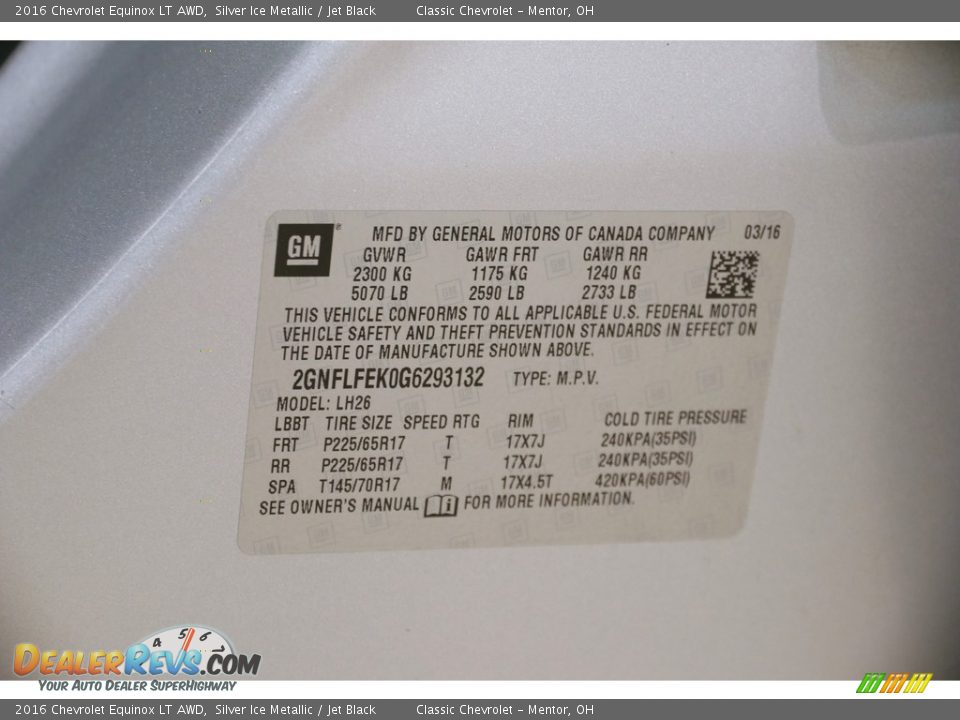 2016 Chevrolet Equinox LT AWD, Silver Ice Metallic / Jet Black Classic Chevrolet - Mentor, OH
GM ® MFD BY GENERAL MOTORS OF CANADA COMPANY 03/16
GVWR GAWR FRT GAWR RR
2300 KG 1175 KG 1240 KG
5070 LB 2590 LB 2733 LB
THIS VEHICLE CONFORMS TO ALL APPLICABLE U.S. FEDERAL MOTOR
VEHICLE SAFETY AND THEFT PREVENTION STANDARDS IN EFFECT ON
THE DATE OF MANUFACTURE SHOWN ABOVE.
2GNFLFEK0G6293132 TYPE: M.P.V.
MODEL: LH26
LBBT TIRE SIZE SPEED RTG RIM COLD TIRE PRESSURE
FRT P225/65R17 T 17X7J 240KPA(35PSI)
RR P225/65R17 T 17X7J 240KPA(35PSI)
SPA T145/70R17 M 17X4.5T 420KPA(60PSI)
SEE OWNER'S MANUAL i FOR MORE INFORMATION.
4 5 6
DEALERREVS.COM
YOUR AUTO DEALER SUPERHIGHWAY
2016 Chevrolet Equinox LT AWD, Silver Ice Metallic / Jet Black Classic Chevrolet - Mentor, OH